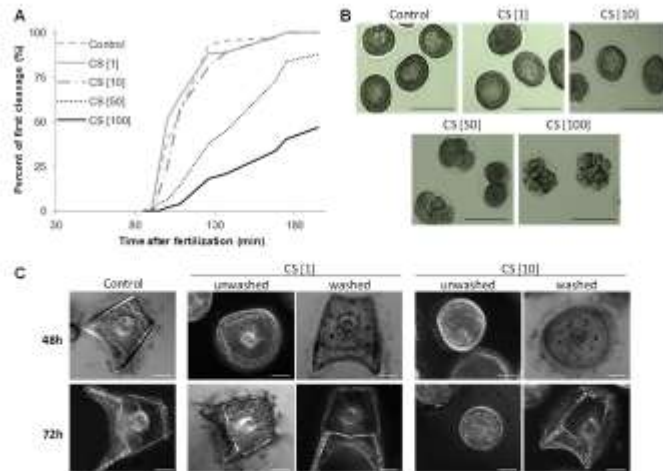 A
Percent of first cleavage (%)
100
75
50
25
0
Control
CS [1]
CS [10]
CS [50]
CS [100]
30
80
130
180
Time after fertilization (min)
B
Control
CS [1]
CS [10]
CS [50]
CS [100]
C
Control
CS [1]
CS [10]
unwashed
washed
unwashed
washed
48h
72h